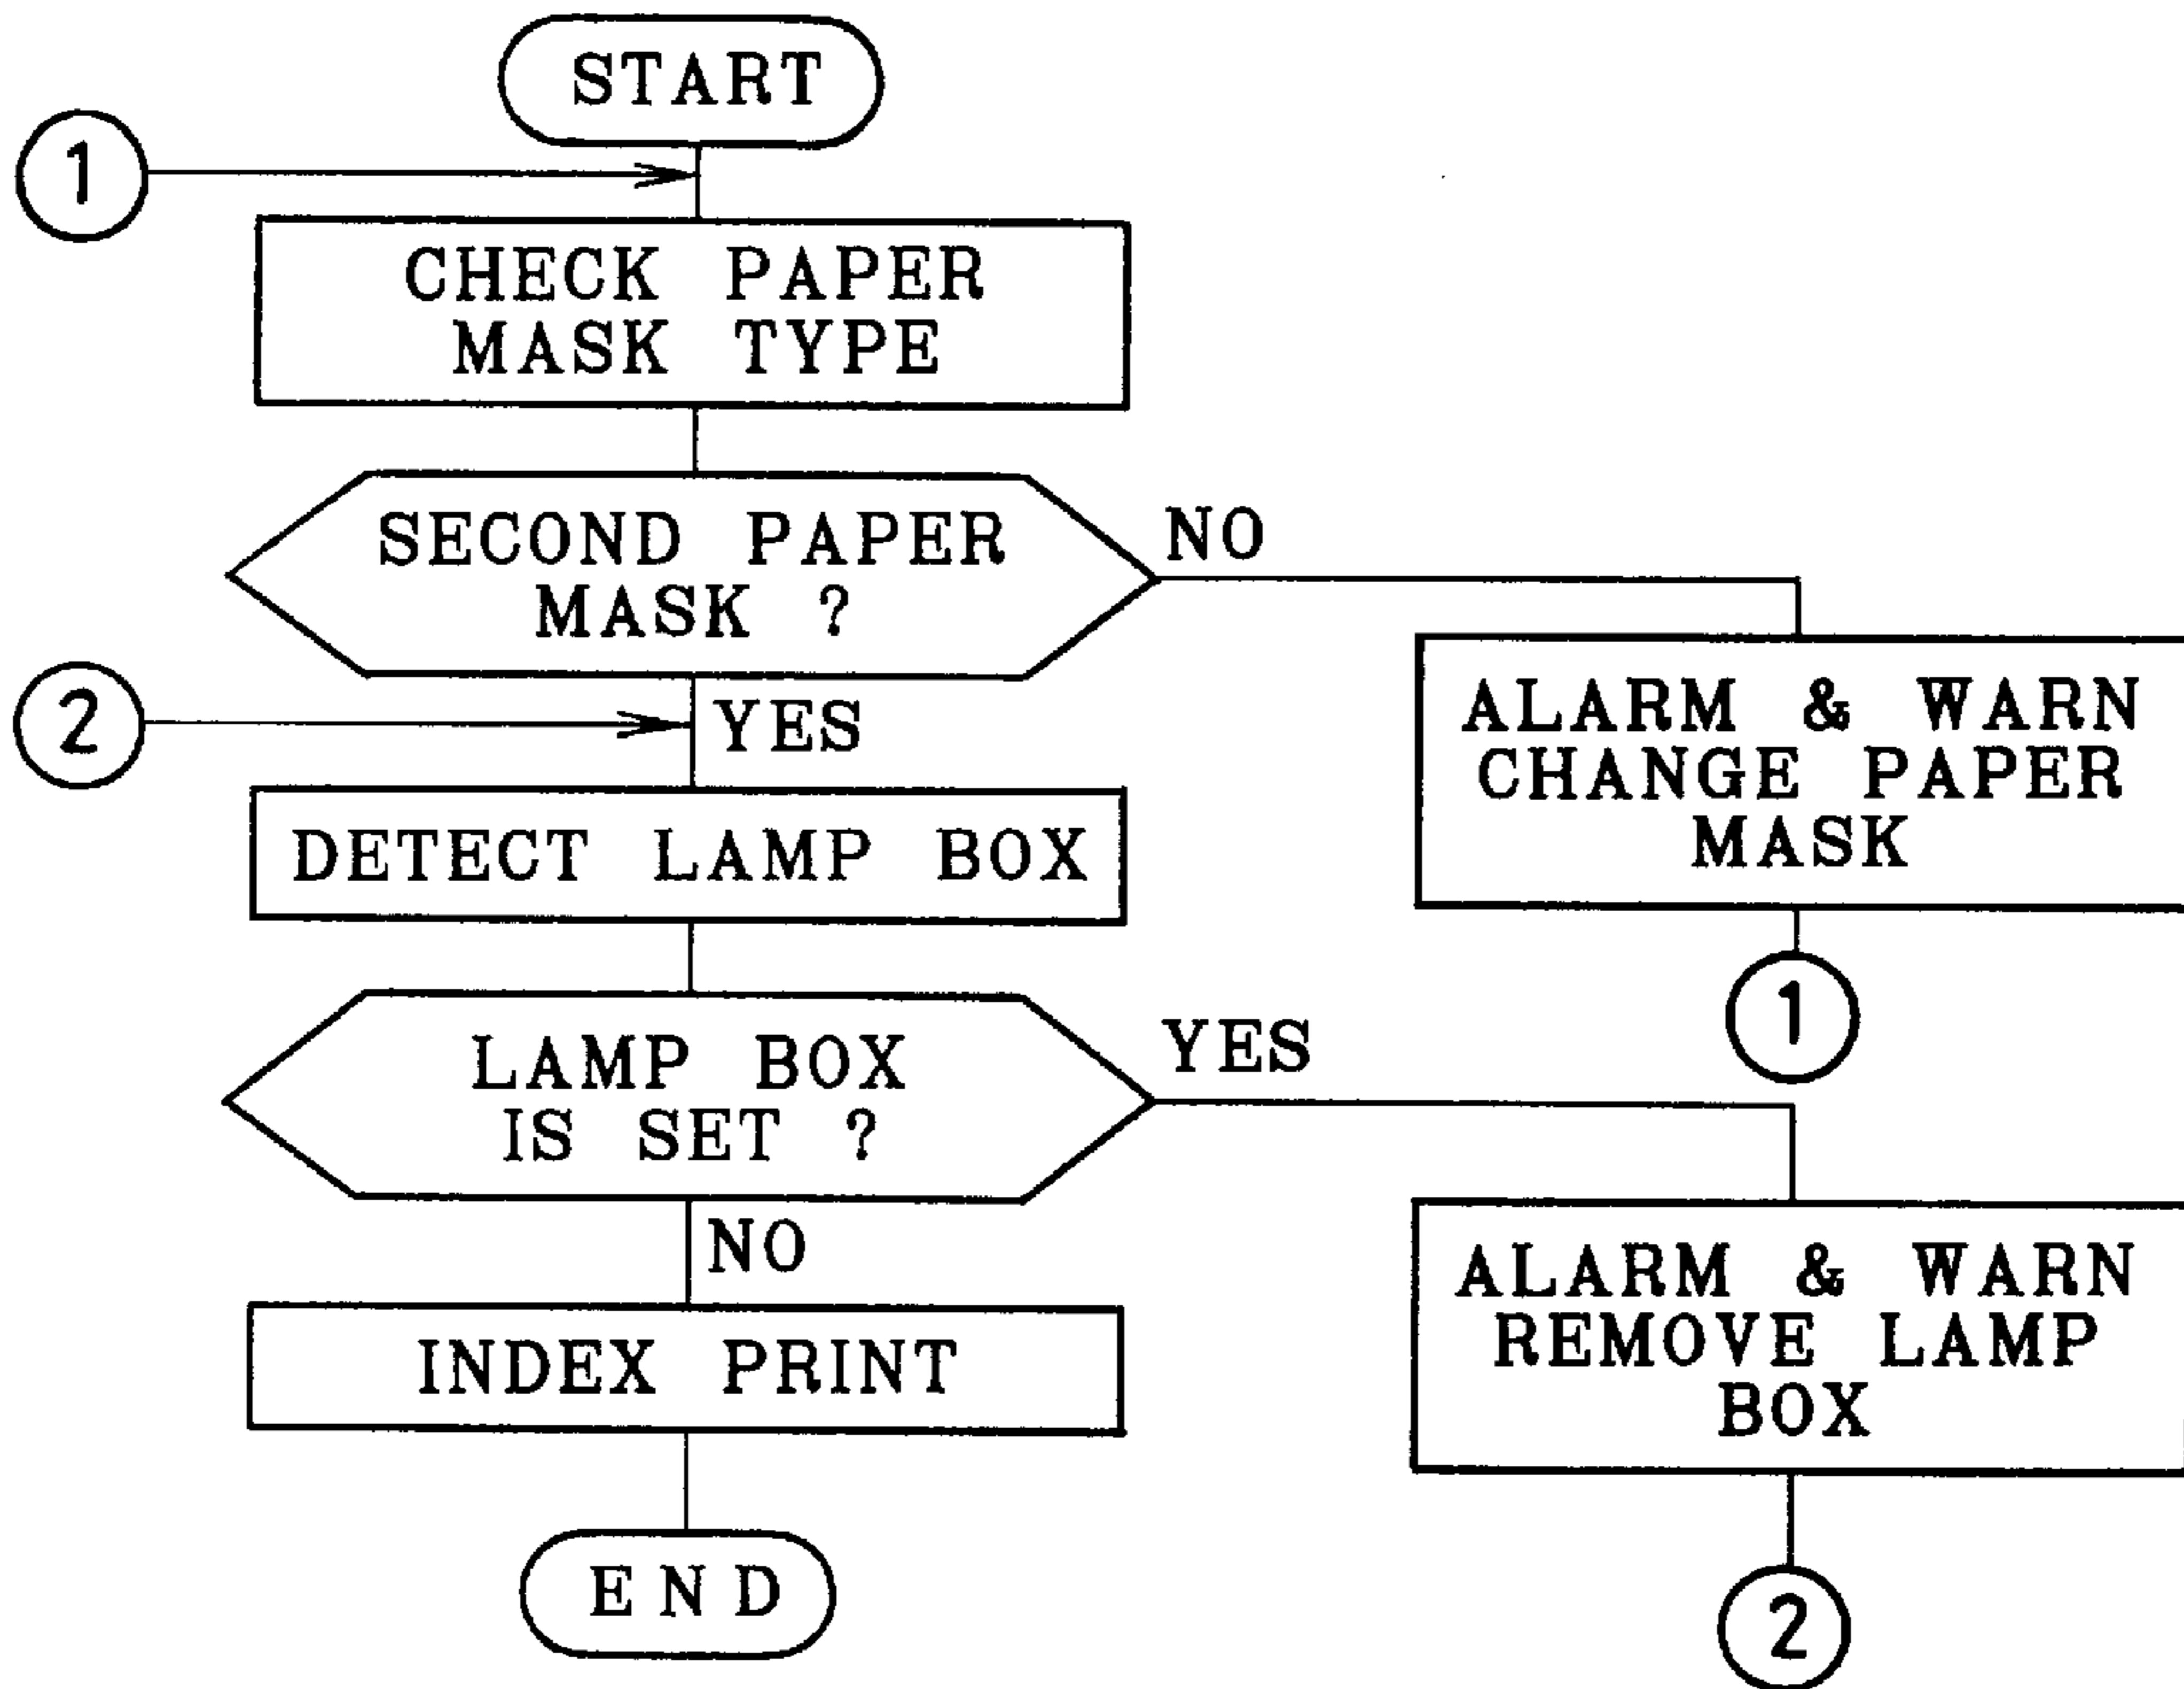 START
1
CHECK PAPER
MASK TYPE
SECOND PAPER
MASK ?
NO
YES
2
ALARM & WARN
CHANGE PAPER
MASK
1
DETECT LAMP BOX
LAMP BOX
IS SET ?
YES
NO
ALARM & WARN
REMOVE LAMP
BOX
2
INDEX PRINT
END